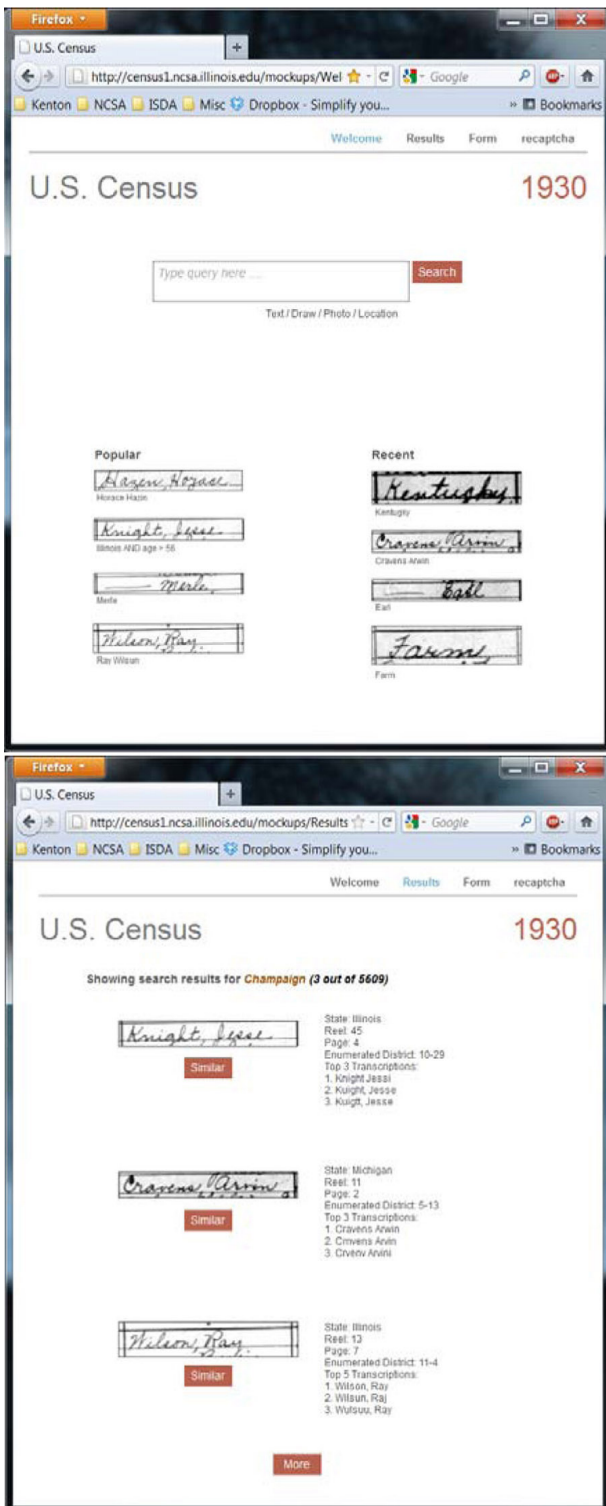 Firefox
U.S. Census
http://census1.ncsa.illinois.edu/mockups/Wel
Google
Kenton NCSA ISDA Misc Dropbox - Simplify you... » Bookmarks
Welcome Results Form recaptcha
U.S. Census 1930
Type query here ....
Search
Text / Draw / Photo / Location
Popular
Hazen, Horace
Horace Hazin
Knight, Jesse
Illinois AND age > 56
Merle
Merle
Wilson, Ray
Ray Wilsun
Recent
Kentugky
Kentugry
Cravens Arvin
Cravens Arwin
Earl
Earl
Farm
Farm
Firefox
U.S. Census
http://census1.ncsa.illinois.edu/mockups/Results
Google
Kenton NCSA ISDA Misc Dropbox - Simplify you... » Bookmarks
Welcome Results Form recaptcha
U.S. Census 1930
Showing search results for Champaign (3 out of 5609)
Knight, Jesse
Similar
State: Illinois
Reel: 45
Page: 4
Enumerated District: 10-29
Top 3 Transcriptions:
1. Knight Jessi
2. Kuight, Jesse
3. Kuigtt, Jesse
Cravens Arvin
Similar
State: Michigan
Reel: 11
Page: 2
Enumerated District: 5-13
Top 3 Transcriptions:
1. Cravens Arwin
2. Cmvens Arvin
3. Crvenv Arvini
Wilson, Ray
Similar
State: Illinois
Reel: 13
Page: 7
Enumerated District: 11-4
Top 5 Transcriptions:
1. Wilson, Ray
2. Wilsun, Raj
3. Wulsuu, Ray
More